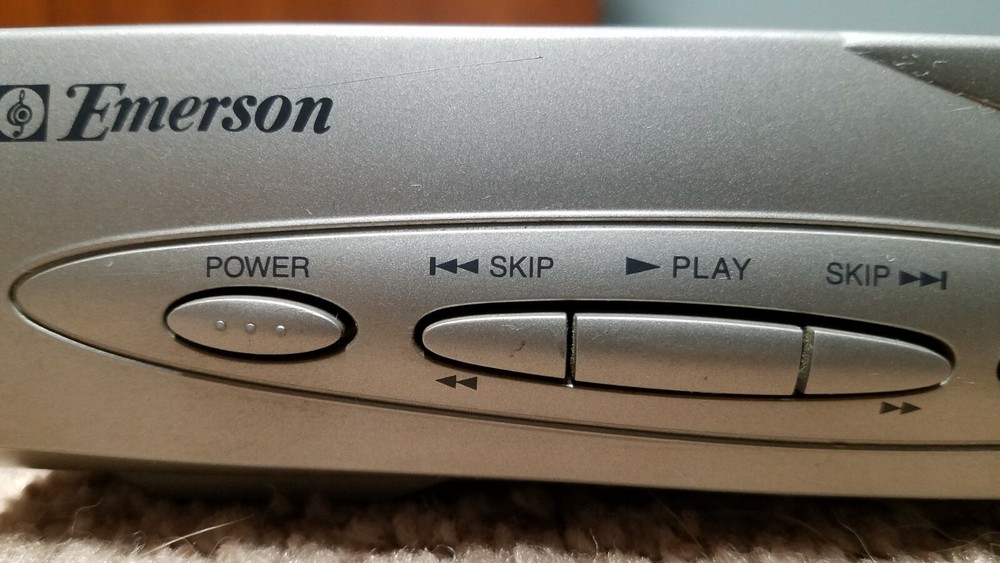 Emerson
POWER
⏮ SKIP
▶ PLAY
SKIP ⏭
◀◀
▶▶